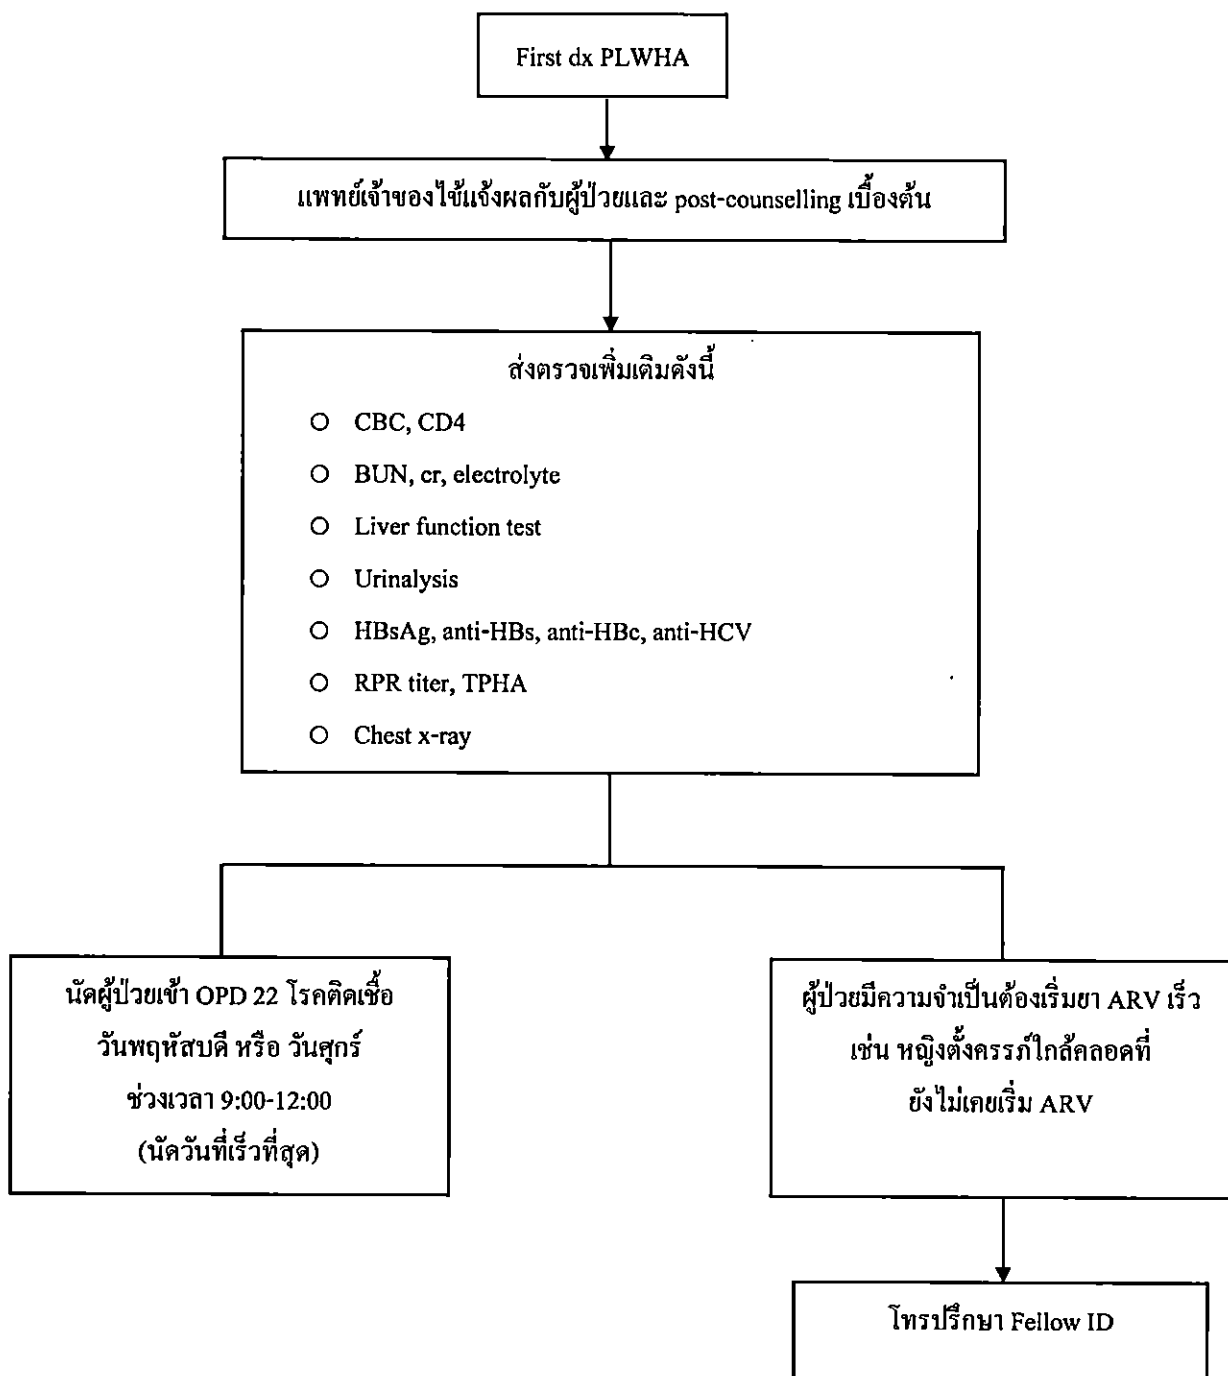 First dx PLWHA
แพทย์เจ้าของไข้แจ้งผลกับผู้ป่วยและ post-counselling เบื้องต้น
ส่งตรวจเพิ่มเติมดังนี้
CBC, CD4
BUN, cr, electrolyte
Liver function test
Urinalysis
HBsAg, anti-HBs, anti-HBc, anti-HCV
RPR titer, TPHA
Chest x-ray
นัดผู้ป่วยเข้า OPD 22 โรคติดเชื้อ
วันพฤหัสบดี หรือ วันศุกร์
ช่วงเวลา 9:00-12:00
(นัดวันที่เร็วที่สุด)
ผู้ป่วยมีความจำเป็นต้องเริ่มยา ARV เร็ว
เช่น หญิงตั้งครรภ์ใกล้คลอดที่
ยังไม่เคยเริ่ม ARV
โทรปรึกษา Fellow ID